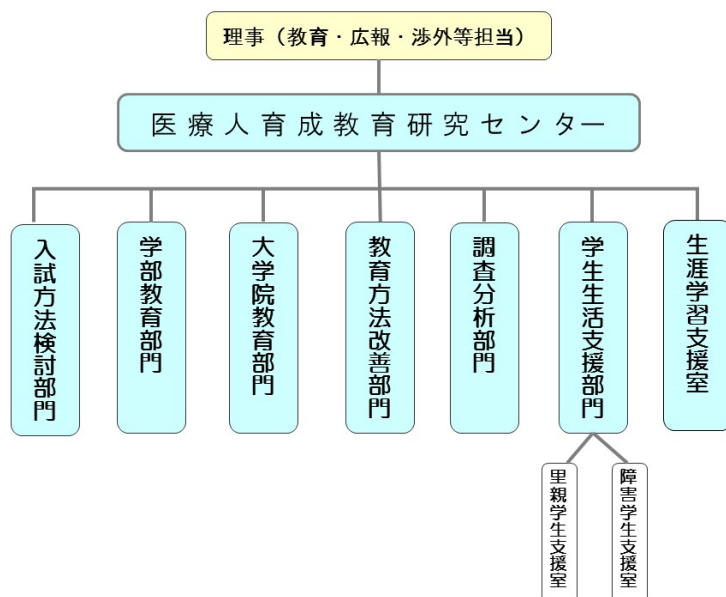 理事（教育・広報・渉外等担当）
医療人育成教育研究センター
入試方法検討部門
学部教育部門
大学院教育部門
教育方法改善部門
調査分析部門
学生生活支援部門
生涯学習支援室
里親学生支援室
障害学生支援室